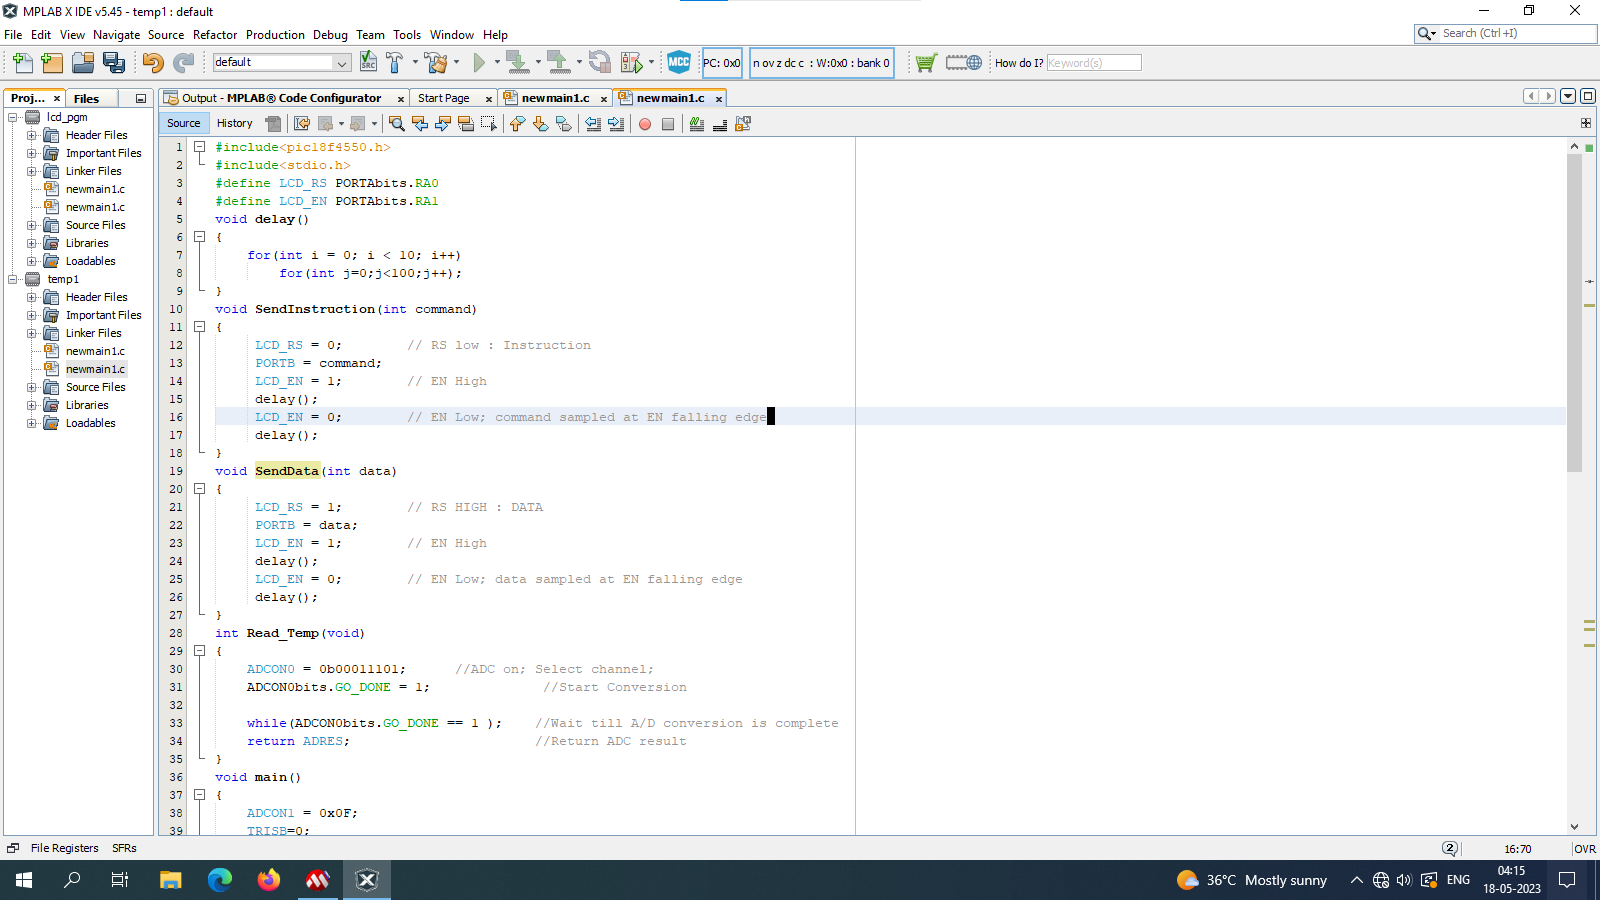 MPLAB X IDE v5.45 - temp1 : default
File Edit View Navigate Source Refactor Production Debug Team Tools Window Help
Search (Ctrl+I)
default
SRC
MCC
PC: 0x0
n ov z dc c : W:0x0 : bank 0
How do I?
Keyword(s)
Proj...
Files
Output - MPLAB® Code Configurator
Start Page
newmain1.c
newmain1.c
Source
History
lcd_pgm
Header Files
Important Files
Linker Files
newmain1.c
newmain1.c
Source Files
Libraries
Loadables
temp1
Header Files
Important Files
Linker Files
newmain1.c
newmain1.c
Source Files
Libraries
Loadables
1 #include<pic18f4550.h>
2 #include<stdio.h>
3 #define LCD_RS PORTAbits.RA0
4 #define LCD_EN PORTAbits.RA1
5 void delay()
6 {
7 for(int i = 0; i < 10; i++)
8 for(int j=0;j<100;j++);
9 }
10 void SendInstruction(int command)
11 {
12 LCD_RS = 0; // RS low : Instruction
13 PORTB = command;
14 LCD_EN = 1; // EN High
15 delay();
16 LCD_EN = 0; // EN Low; command sampled at EN falling edge
17 delay();
18 }
19 void SendData(int data)
20 {
21 LCD_RS = 1; // RS HIGH : DATA
22 PORTB = data;
23 LCD_EN = 1; // EN High
24 delay();
25 LCD_EN = 0; // EN Low; data sampled at EN falling edge
26 delay();
27 }
28 int Read_Temp(void)
29 {
30 ADCON0 = 0b00011101; //ADC on; Select channel;
31 ADCON0bits.GO_DONE = 1; //Start Conversion
32
33 while(ADCON0bits.GO_DONE == 1 ); //Wait till A/D conversion is complete
34 return ADRES; //Return ADC result
35 }
36 void main()
37 {
38 ADCON1 = 0x0F;
39 TRISB=0;
File Registers SFRs
2
16:70
OVR
36°C Mostly sunny
ENG
04:15
18-05-2023